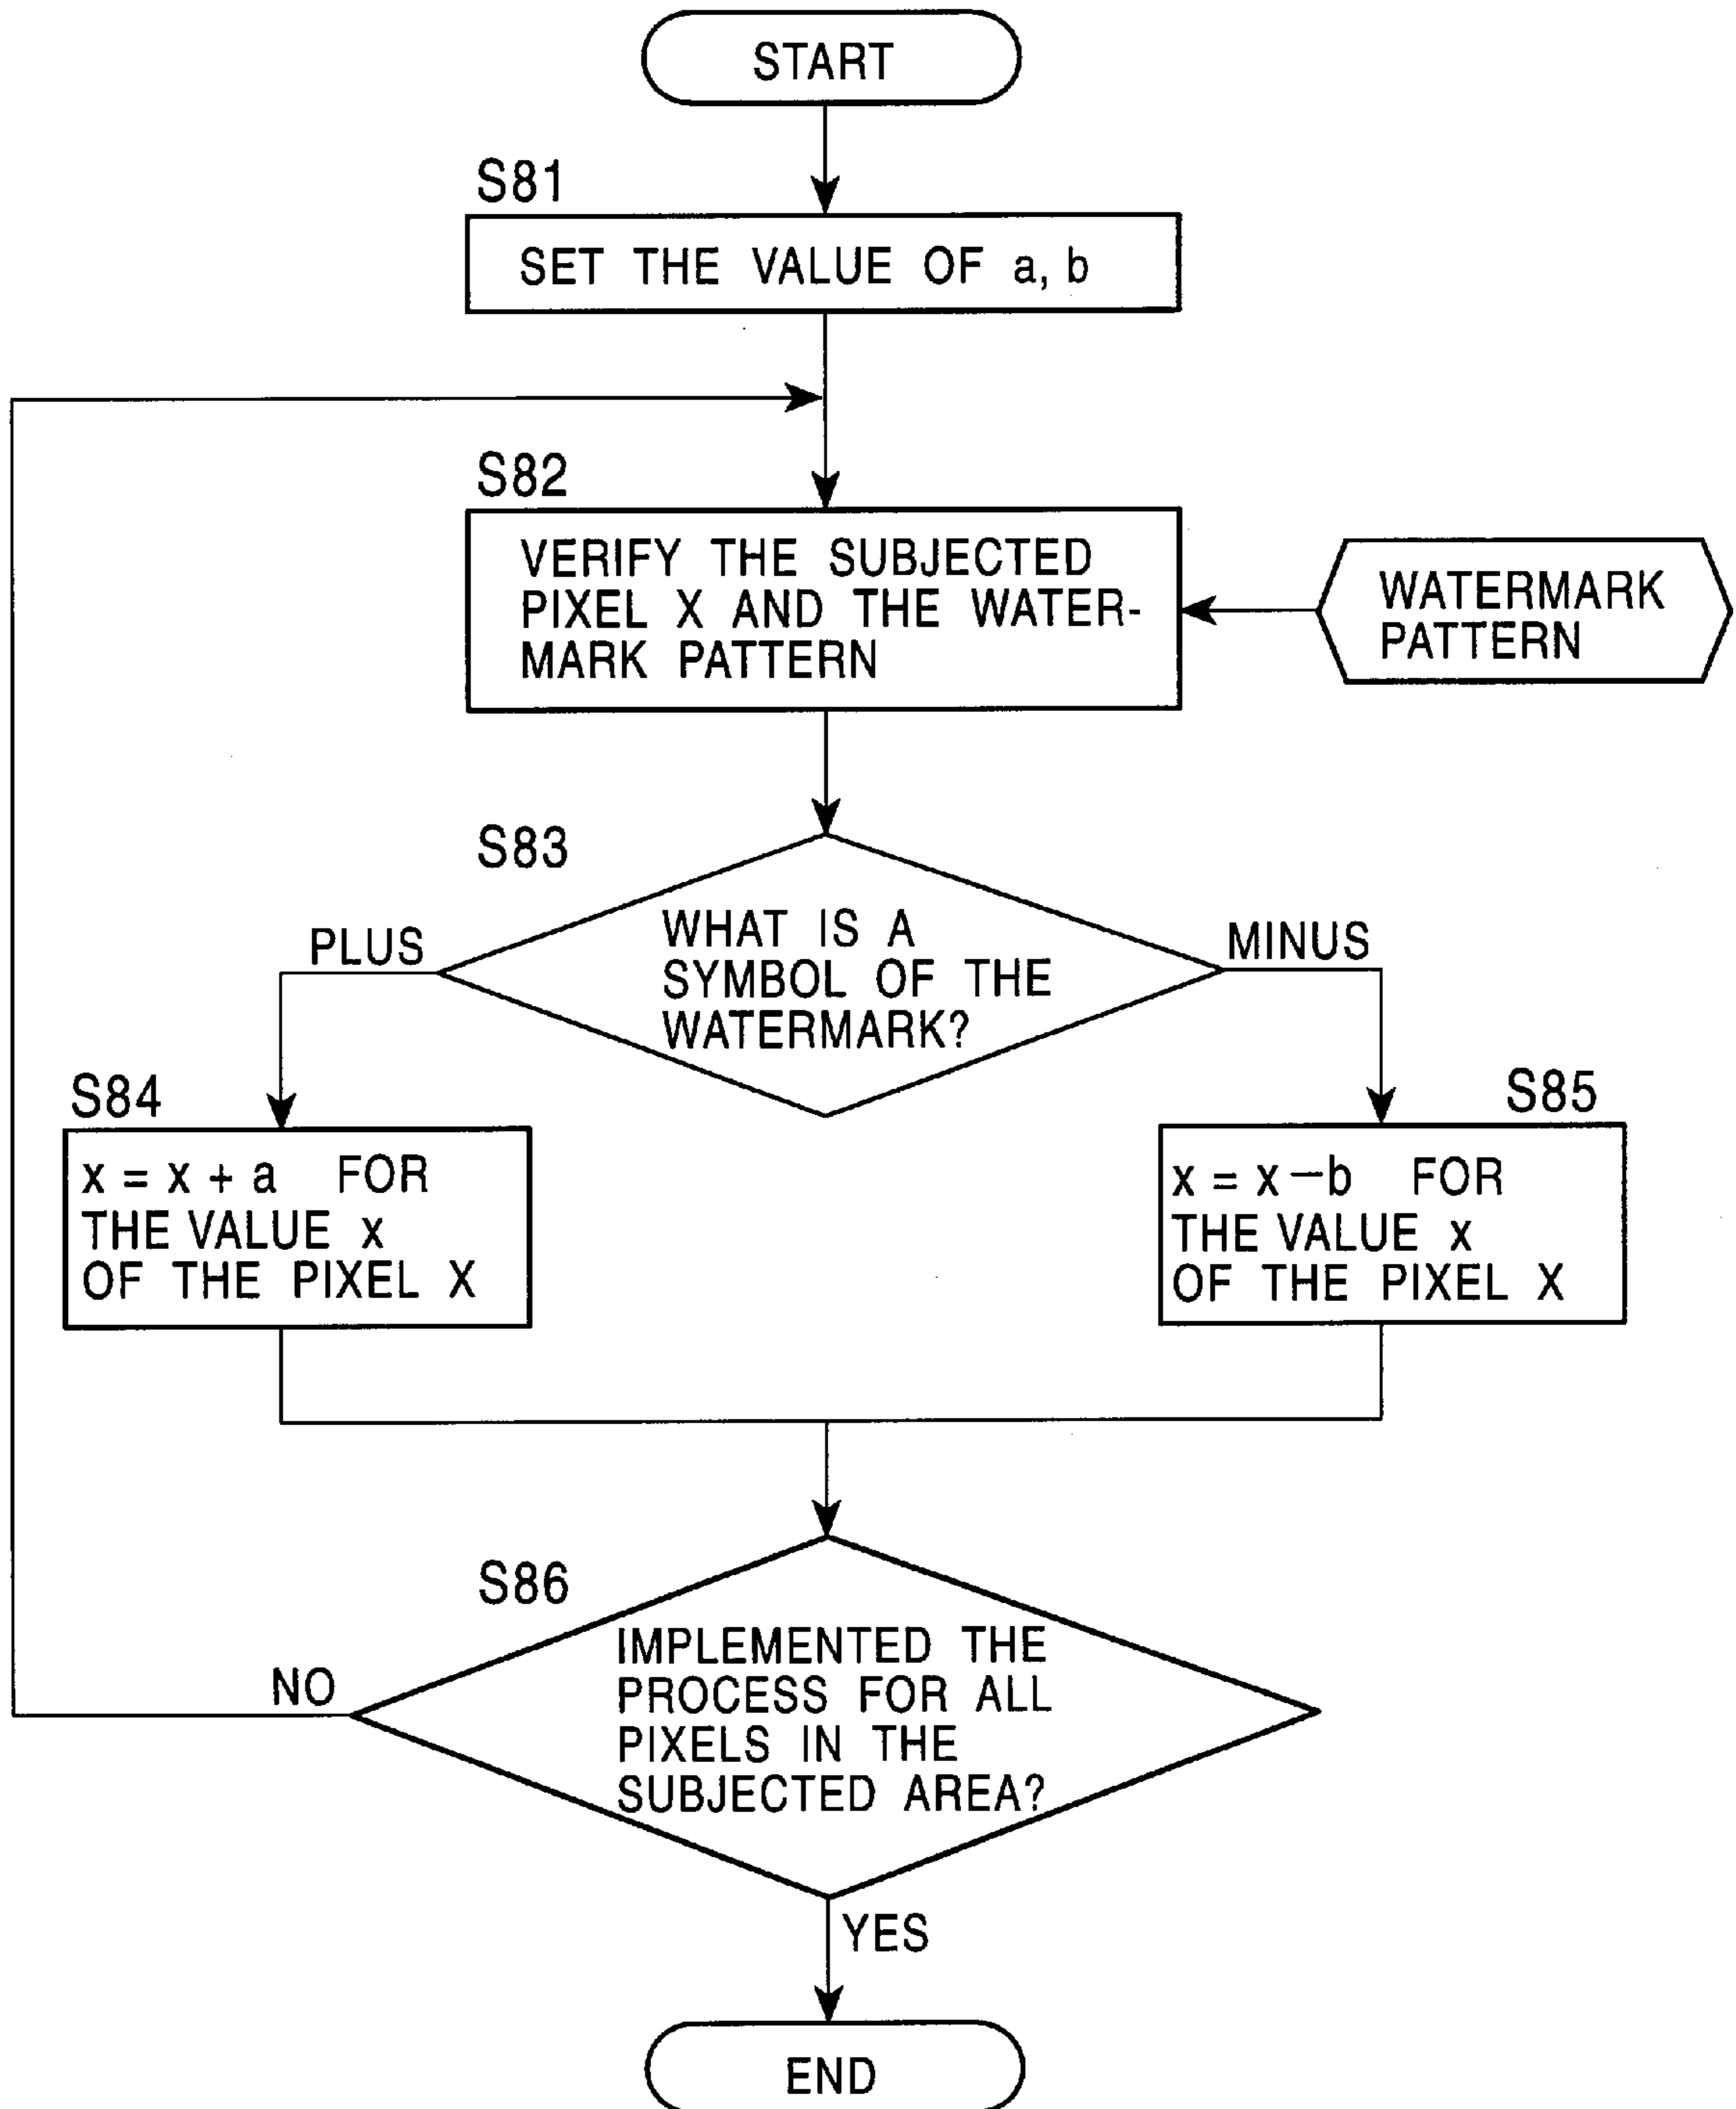 START
S81
SET THE VALUE OF a, b
S82
VERIFY THE SUBJECTED
PIXEL X AND THE WATER-
MARK PATTERN
WATERMARK
PATTERN
S83
WHAT IS A
SYMBOL OF THE
WATERMARK?
PLUS
MINUS
S84
x = x + a FOR
THE VALUE x
OF THE PIXEL X
S85
x = x — b FOR
THE VALUE x
OF THE PIXEL X
S86
IMPLEMENTED THE
PROCESS FOR ALL
PIXELS IN THE
SUBJECTED AREA?
NO
YES
END